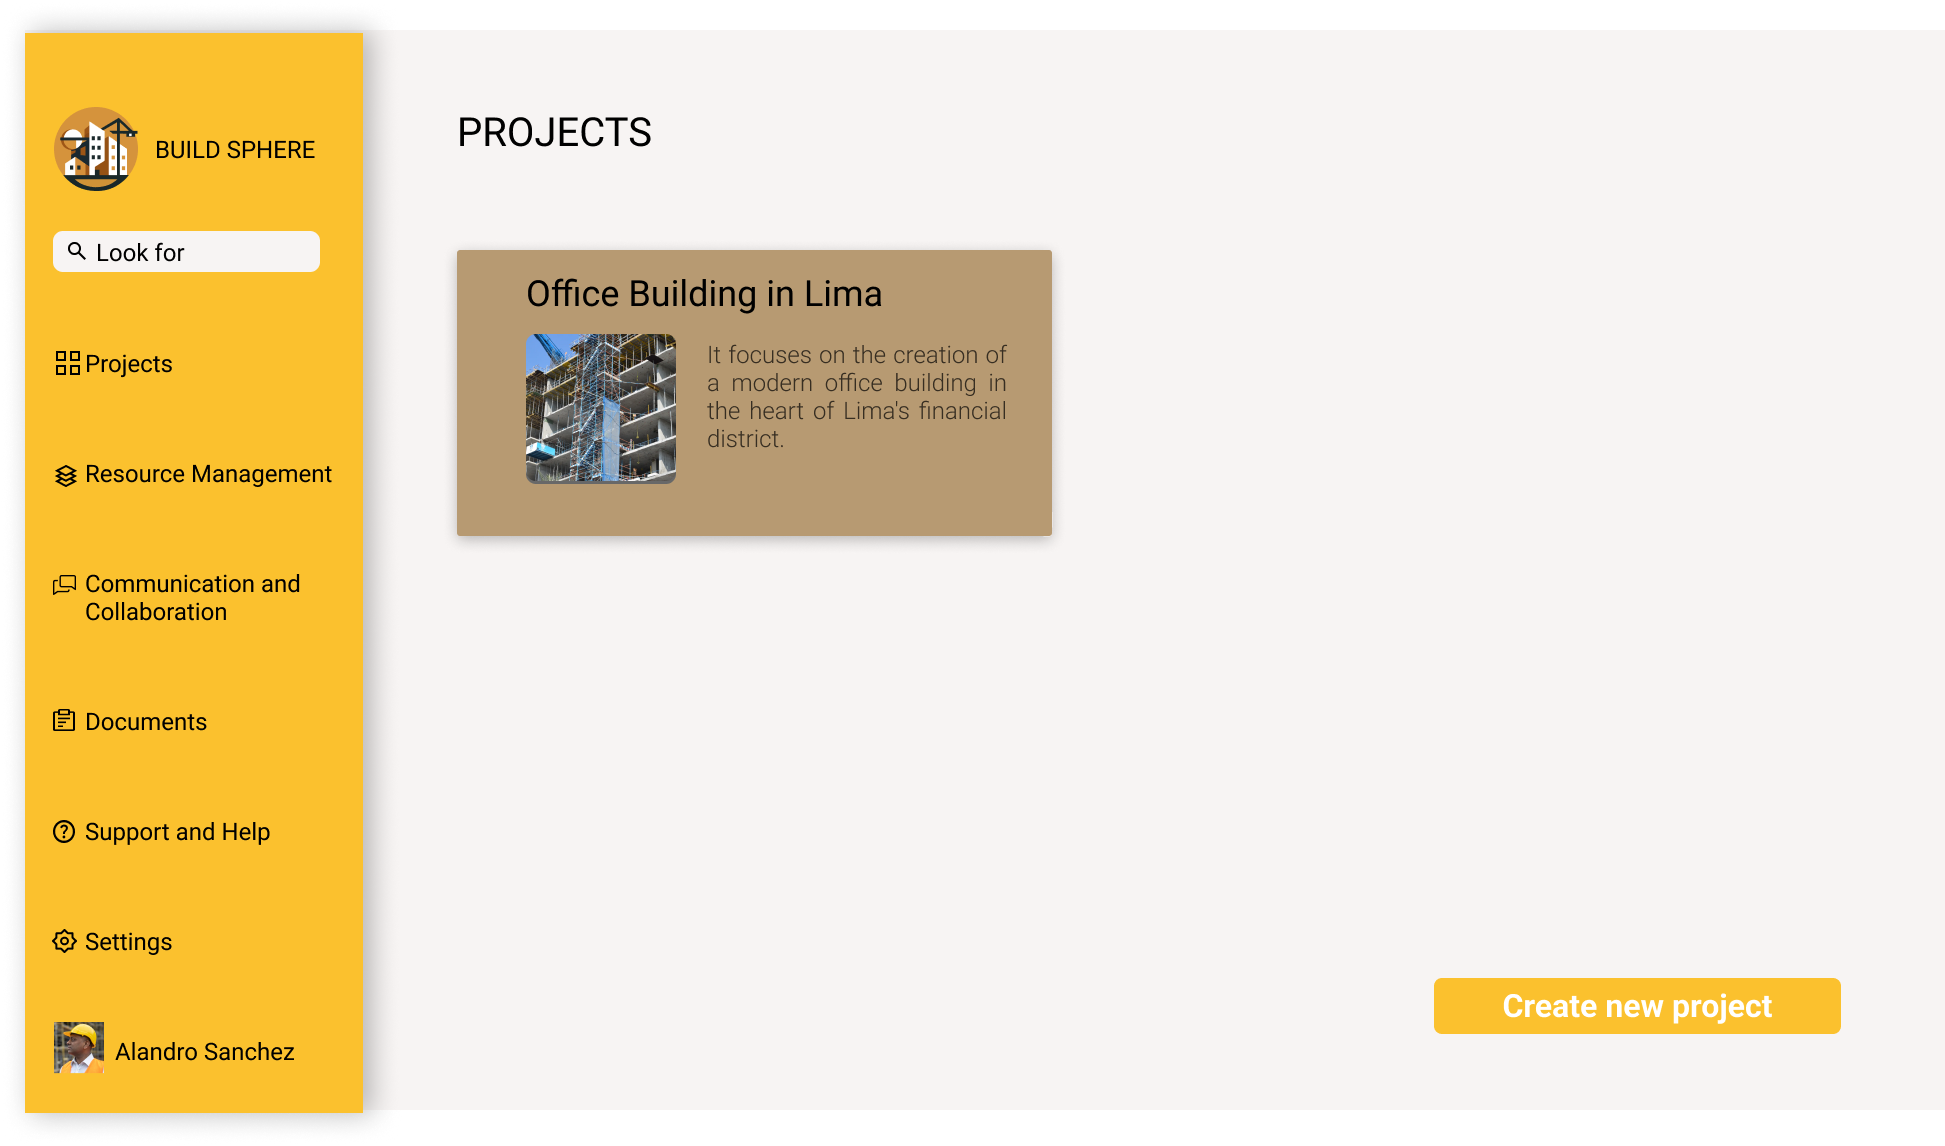 BUILD SPHERE
Look for
Projects
Resource Management
Communication and
Collaboration
Documents
Support and Help
Settings
Alandro Sanchez
PROJECTS
Office Building in Lima
It focuses on the creation of
a modern office building in
the heart of Lima's financial
district.
Create new project